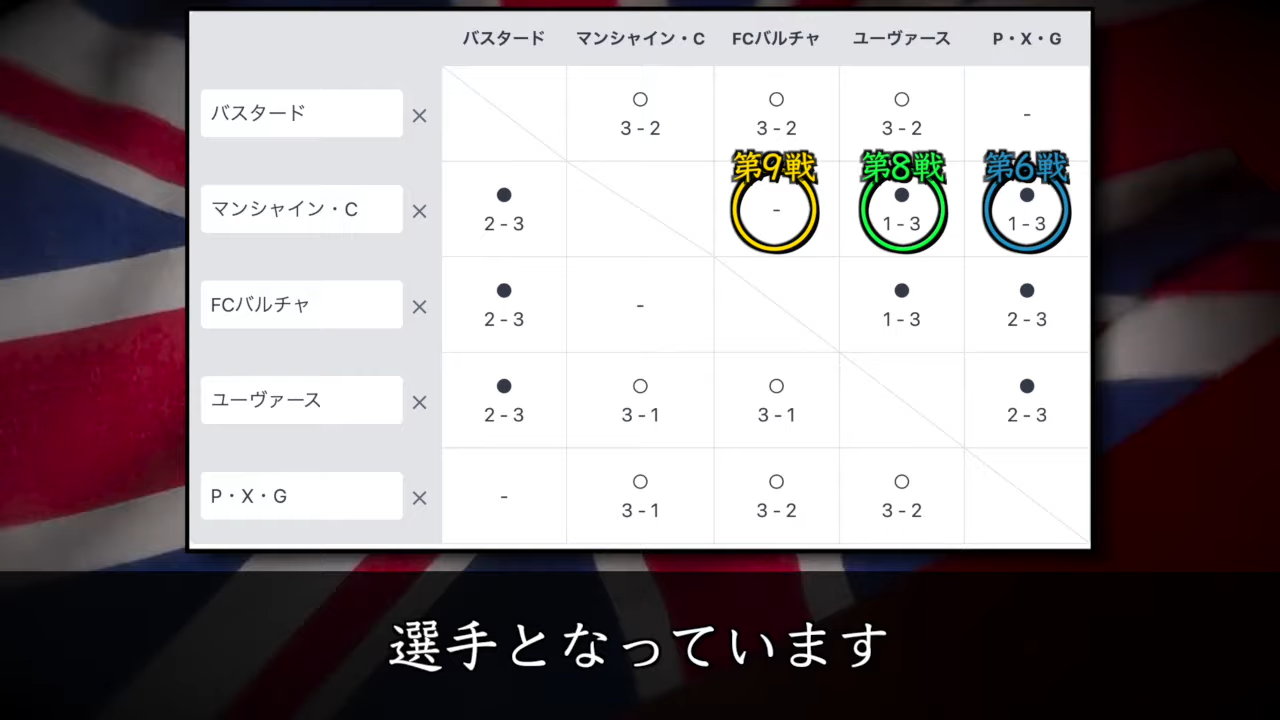 バスタード マンシャイン・C FCバルチャ ユーヴァース P・X・G
バスタード × ○ ○ ○ -
3 - 2 3 - 2 3 - 2
第9戦 第8戦 第6戦
マンシャイン・C × ● - ● ●
2 - 3 1 - 3 1 - 3
FCバルチャ × ● - ● ●
2 - 3 1 - 3 2 - 3
ユーヴァース × ● ○ ○ ●
2 - 3 3 - 1 3 - 1 2 - 3
P・X・G × - ○ ○ ○
3 - 1 3 - 2 3 - 2
選手となっています